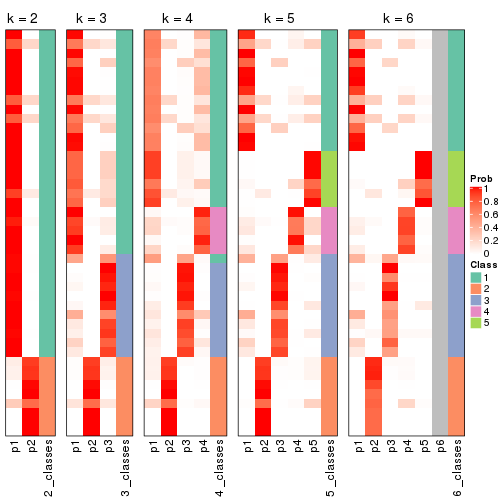 k = 2
k = 3
k = 4
k = 5
k = 6
p1
p2
2_classes
p1
p2
p3
3_classes
p1
p2
p3
p4
4_classes
p1
p2
p3
p4
p5
5_classes
p1
p2
p3
p4
p5
p6
6_classes
Prob
1
0.8
0.6
0.4
0.2
0
Class
1
2
3
4
5